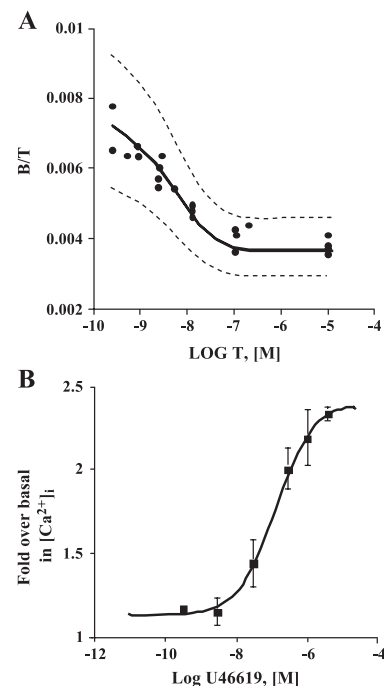 A
0.01
0.008
0.006
0.004
0.002
B/T
-10 -9 -8 -7 -6 -5 -4
LOG T, [M]
B
2.5
2
1.5
1
Fold over basal
in [Ca²⁺]ᵢ
-12 -10 -8 -6 -4
Log U46619, [M]